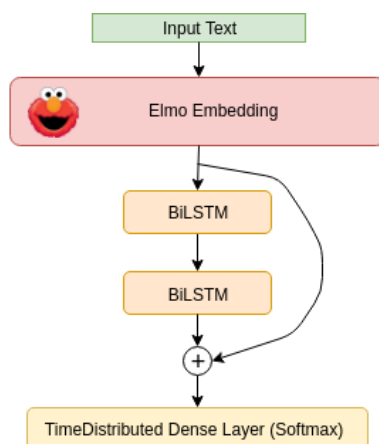 Input Text
Elmo Embedding
BiLSTM
BiLSTM
+
TimeDistributed Dense Layer (Softmax)